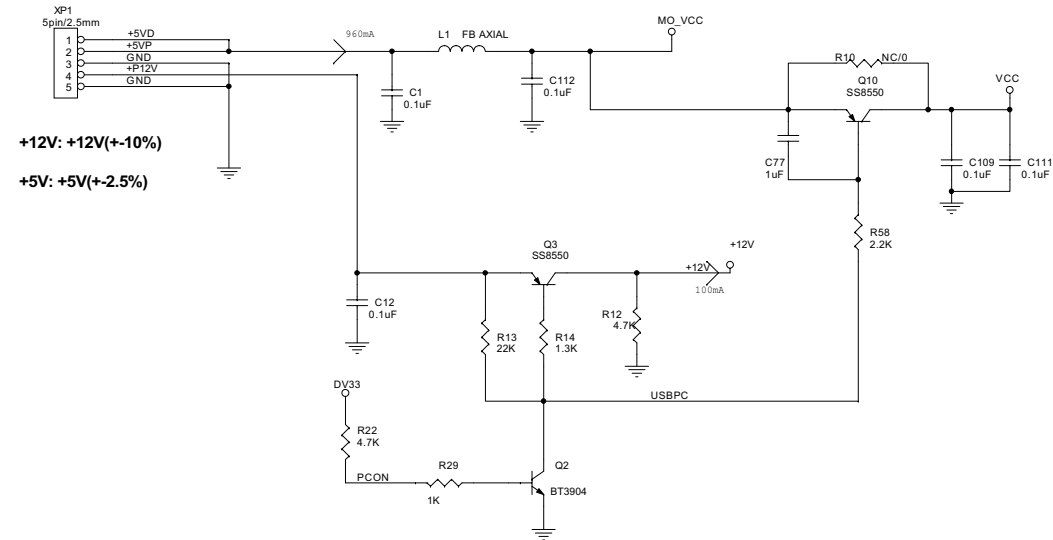 XP1
5pin/2.5mm
1
+5VD
2
+5VP
3
GND
4
+P12V
5
GND
+12V: +12V(+-10%)
+5V: +5V(+-2.5%)
960mA
L1 FB AXIAL
MO_VCC
C1
0.1uF
C112
0.1uF
R10 NC/0
Q10
SS8550
VCC
C77
1uF
C109
0.1uF
C111
0.1uF
R58
2.2K
Q3
SS8550
+12V
+12V
100mA
C12
0.1uF
R13
22K
R14
1.3K
R12
4.7K
USBPC
DV33
R22
4.7K
PCON
R29
1K
Q2
BT3904